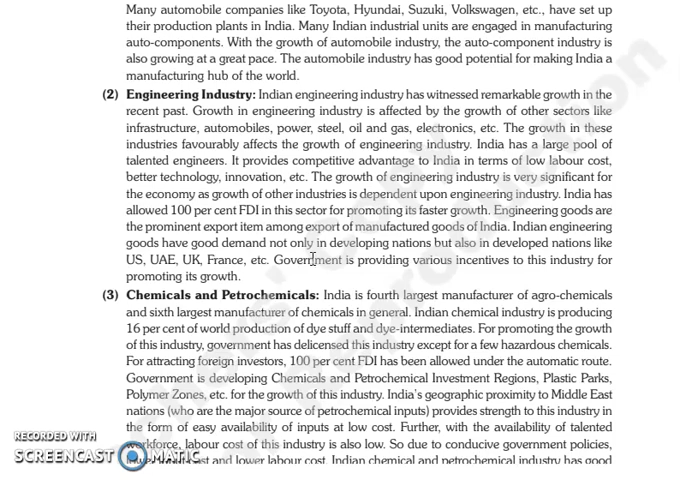 Many automobile companies like Toyota, Hyundai, Suzuki, Volkswagen, etc., have set up
their production plants in India. Many Indian industrial units are engaged in manufacturing
auto-components. With the growth of automobile industry, the auto-component industry is
also growing at a great pace. The automobile industry has good potential for making India a
manufacturing hub of the world.
(2) Engineering Industry: Indian engineering industry has witnessed remarkable growth in the
recent past. Growth in engineering industry is affected by the growth of other sectors like
infrastructure, automobiles, power, steel, oil and gas, electronics, etc. The growth in these
industries favourably affects the growth of engineering industry. India has a large pool of
talented engineers. It provides competitive advantage to India in terms of low labour cost,
better technology, innovation, etc. The growth of engineering industry is very significant for
the economy as growth of other industries is dependent upon engineering industry. India has
allowed 100 per cent FDI in this sector for promoting its faster growth. Engineering goods are
the prominent export item among export of manufactured goods of India. Indian engineering
goods have good demand not only in developing nations but also in developed nations like
US, UAE, UK, France, etc. Government is providing various incentives to this industry for
promoting its growth.
(3) Chemicals and Petrochemicals: India is fourth largest manufacturer of agro-chemicals
and sixth largest manufacturer of chemicals in general. Indian chemical industry is producing
16 per cent of world production of dye stuff and dye-intermediates. For promoting the growth
of this industry, government has delicensed this industry except for a few hazardous chemicals.
For attracting foreign investors, 100 per cent FDI has been allowed under the automatic route.
Government is developing Chemicals and Petrochemical Investment Regions, Plastic Parks,
Polymer Zones, etc. for the growth of this industry. India's geographic proximity to Middle East
nations (who are the major source of petrochemical inputs) provides strength to this industry in
the form of easy availability of inputs at low cost. Further, with the availability of talented
workforce, labour cost of this industry is also low. So due to conducive government policies,
cost and lower labour cost, Indian chemical and petrochemical industry has good
RECORDED WITH
SCREENCAST MATIC